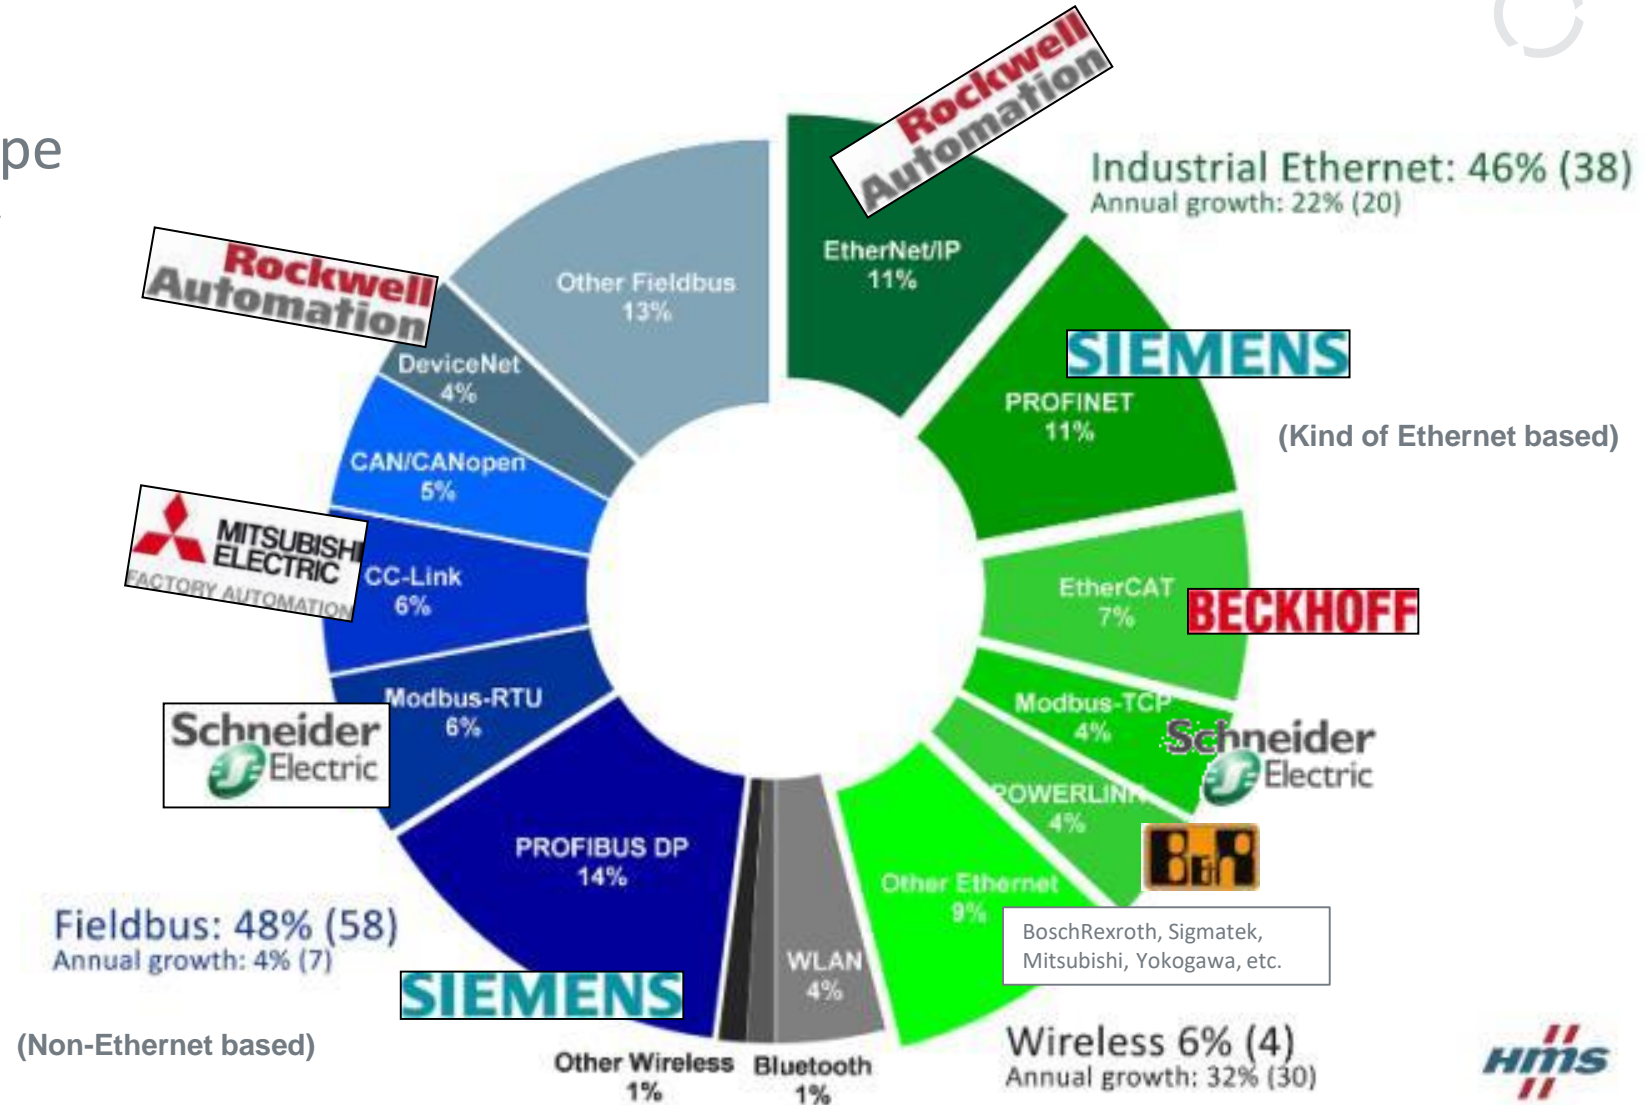 pe
Rockwell
Automation
Industrial Ethernet: 46% (38)
Annual growth: 22% (20)
EtherNet/IP
11%
Other Fieldbus
13%
Rockwell
Automation
DeviceNet
4%
SIEMENS
PROFINET
11%
(Kind of Ethernet based)
CAN/CANopen
5%
MITSUBISHI
ELECTRIC
FACTORY AUTOMATION
CC-Link
6%
EtherCAT
7%
BECKHOFF
Modbus-RTU
6%
Modbus-TCP
4%
Schneider
Electric
Schneider
Electric
POWERLINK
4%
B&R
PROFIBUS DP
14%
Other Ethernet
9%
BoschRexroth, Sigmatek,
Mitsubishi, Yokogawa, etc.
Fieldbus: 48% (58)
Annual growth: 4% (7)
SIEMENS
WLAN
4%
(Non-Ethernet based)
Other Wireless
1%
Bluetooth
1%
Wireless 6% (4)
Annual growth: 32% (30)
HMS